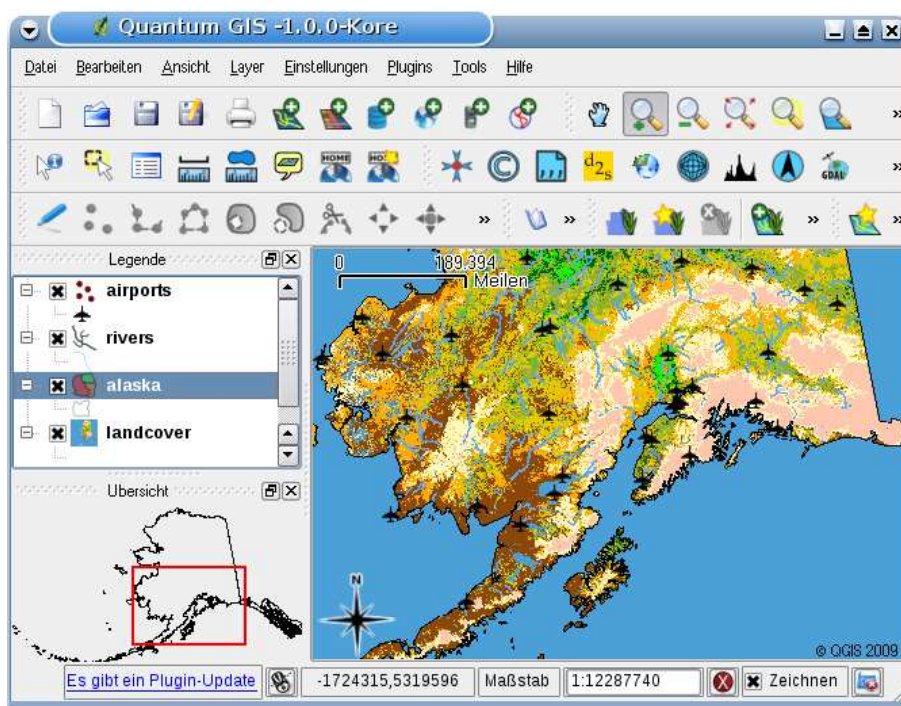 Quantum GIS -1.0.0-Kore
Datei Bearbeiten Ansicht Layer Einstellungen Plugins Tools Hilfe
HOME
d2s
GDAL
Legende
airports
rivers
alaska
landcover
Übersicht
0 189.394
Meilen
N
© QGIS 2009
Es gibt ein Plugin-Update -1724315,5319596 Maßstab 1:12287740 Zeichnen